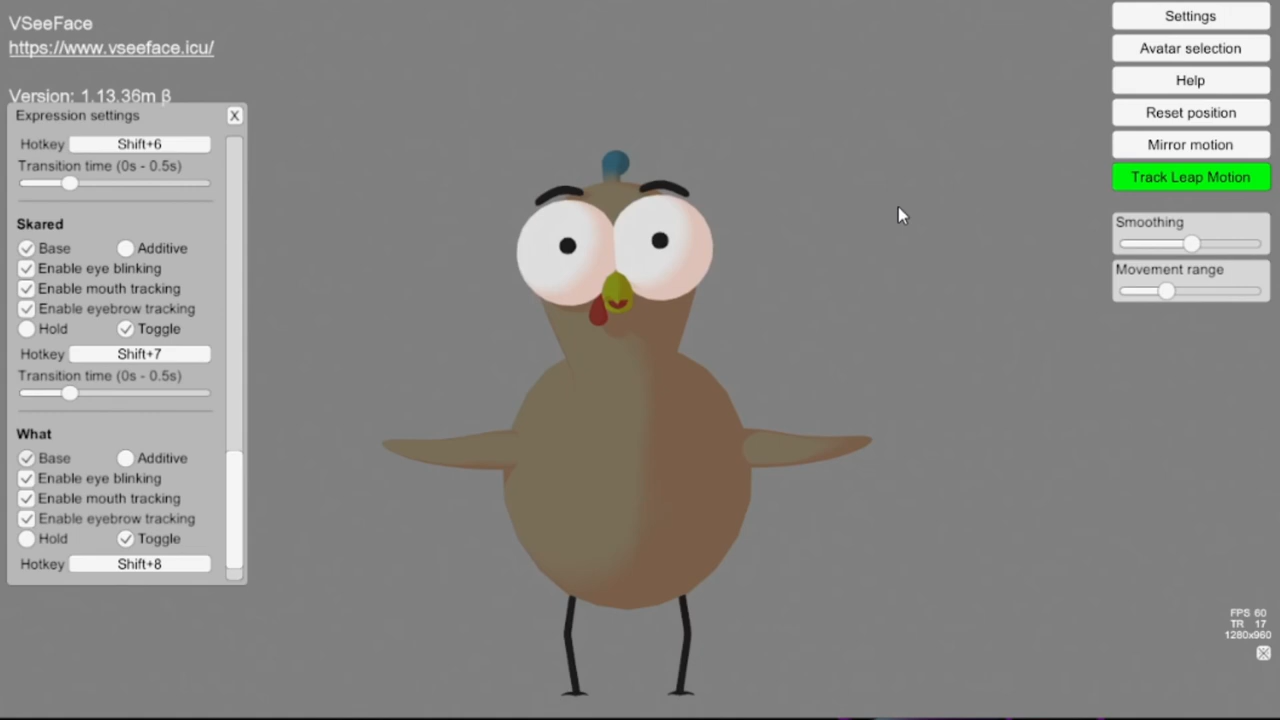 VSeeFace
https://www.vseeface.icu/
Version: 1.13.36m β
Expression settings
X
Hotkey Shift+6
Transition time (0s - 0.5s)
Skared
Base Additive
Enable eye blinking
Enable mouth tracking
Enable eyebrow tracking
Hold Toggle
Hotkey Shift+7
Transition time (0s - 0.5s)
What
Base Additive
Enable eye blinking
Enable mouth tracking
Enable eyebrow tracking
Hold Toggle
Hotkey Shift+8
Settings
Avatar selection
Help
Reset position
Mirror motion
Track Leap Motion
Smoothing
Movement range
FPS 60
TR 17
1280x960